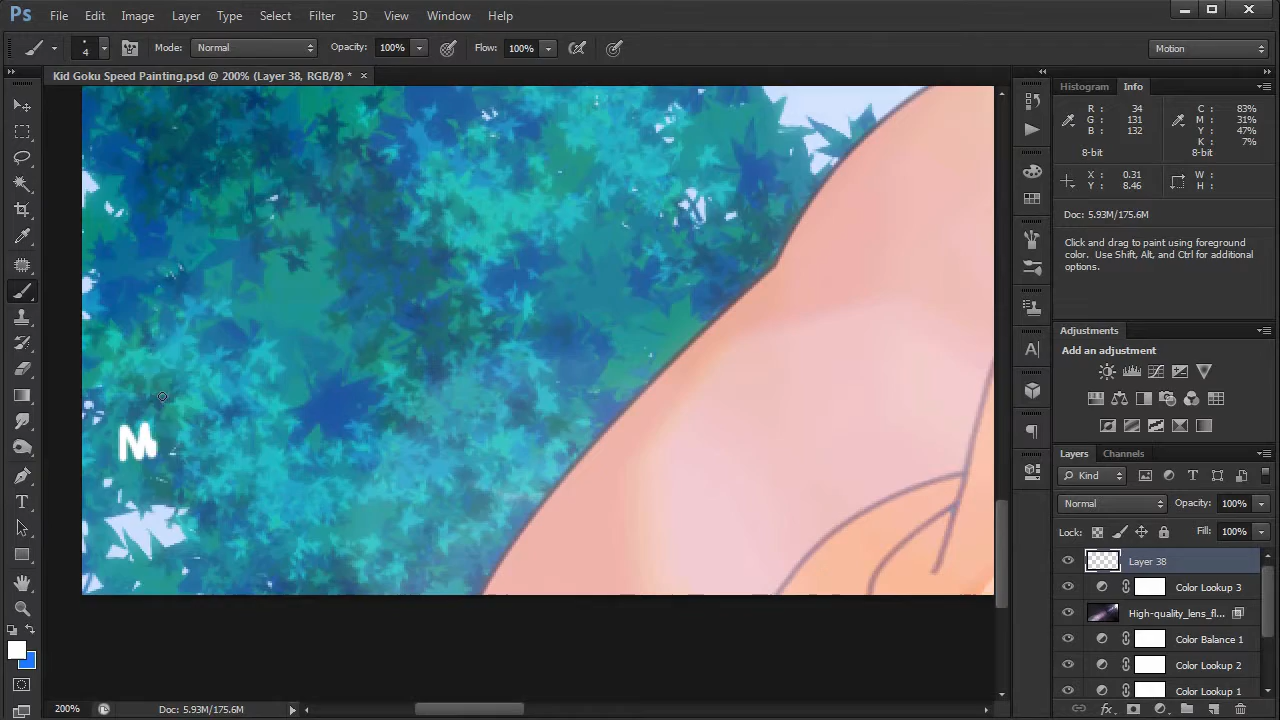 Ps File Edit Image Layer Type Select Filter 3D View Window Help
4 Mode: Normal Opacity: 100% Flow: 100% Motion
Kid Goku Speed Painting.psd @ 200% (Layer 38, RGB/8) * ×
M
200% Doc: 5.93M/175.6M
Histogram Info
R : 34 C : 83%
G : 131 M : 31%
B : 132 Y : 47%
K : 7%
8-bit 8-bit
X : 0.31 W :
Y : 8.46 H :
Doc: 5.93M/175.6M
Click and drag to paint using foreground
color. Use Shift, Alt, and Ctrl for additional
options.
Adjustments
Add an adjustment
Layers Channels
Kind
Normal Opacity: 100%
Lock: Fill: 100%
Layer 38
Color Lookup 3
High-quality_lens_fl...
Color Balance 1
Color Lookup 2
Color Lookup 1